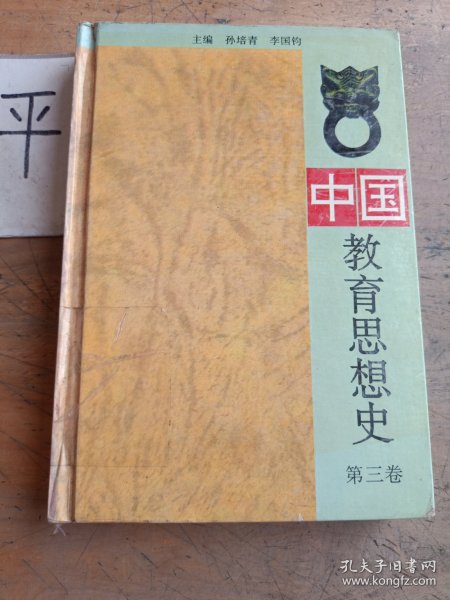 主编 孙培青 李国钧
平
中国
教育思想史
第三卷
孔夫子旧书网
www.kongfz.com